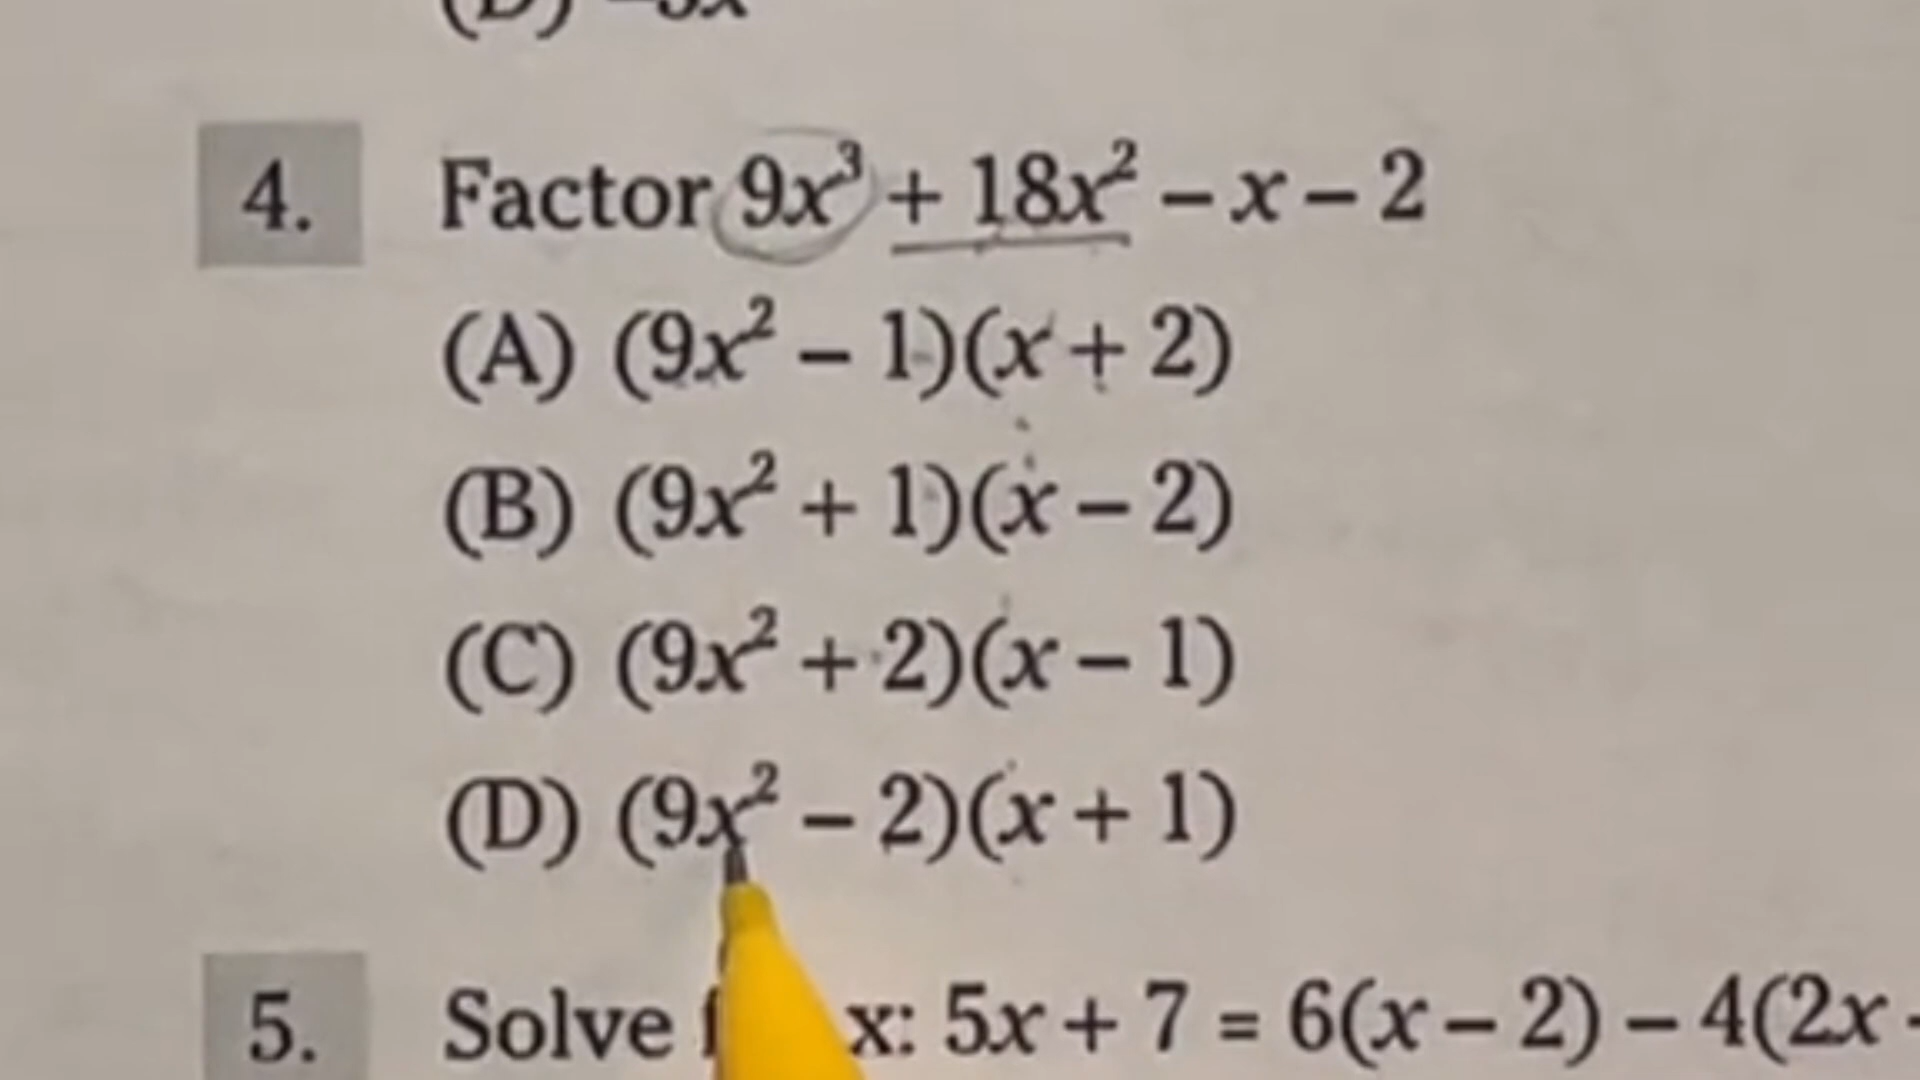 4. Factor 9x³ + 18x² – x – 2
(A) (9x² – 1)(x + 2)
(B) (9x² + 1)(x – 2)
(C) (9x² + 2)(x – 1)
(D) (9x² – 2)(x + 1)
5. Solve x: 5x + 7 = 6(x – 2) – 4(2x